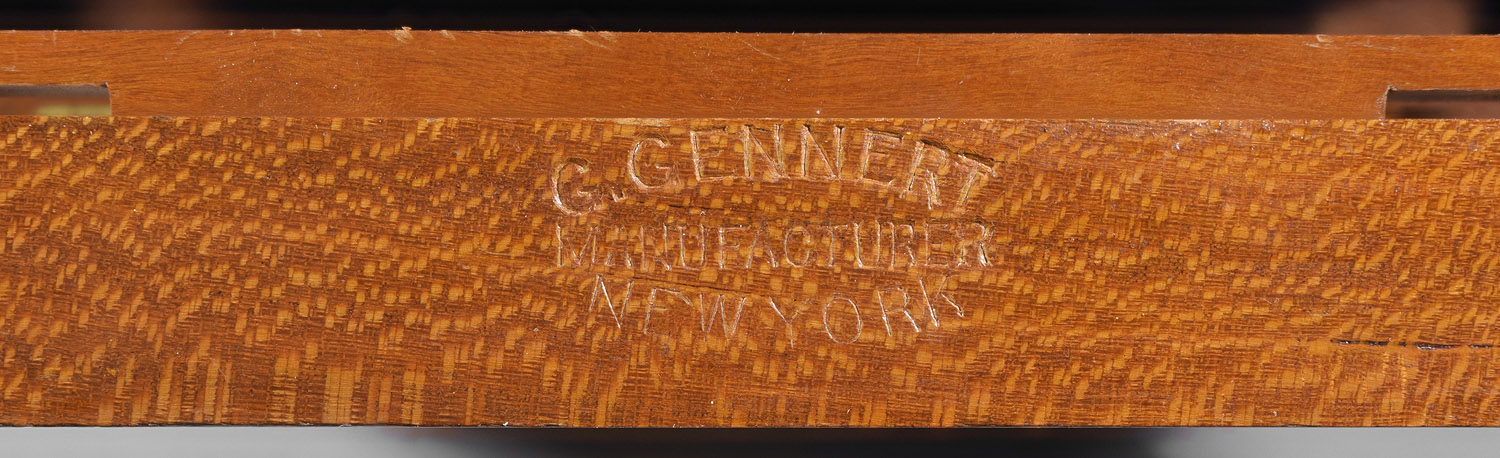 G. GENNERT
MANUFACTURER
NEW YORK